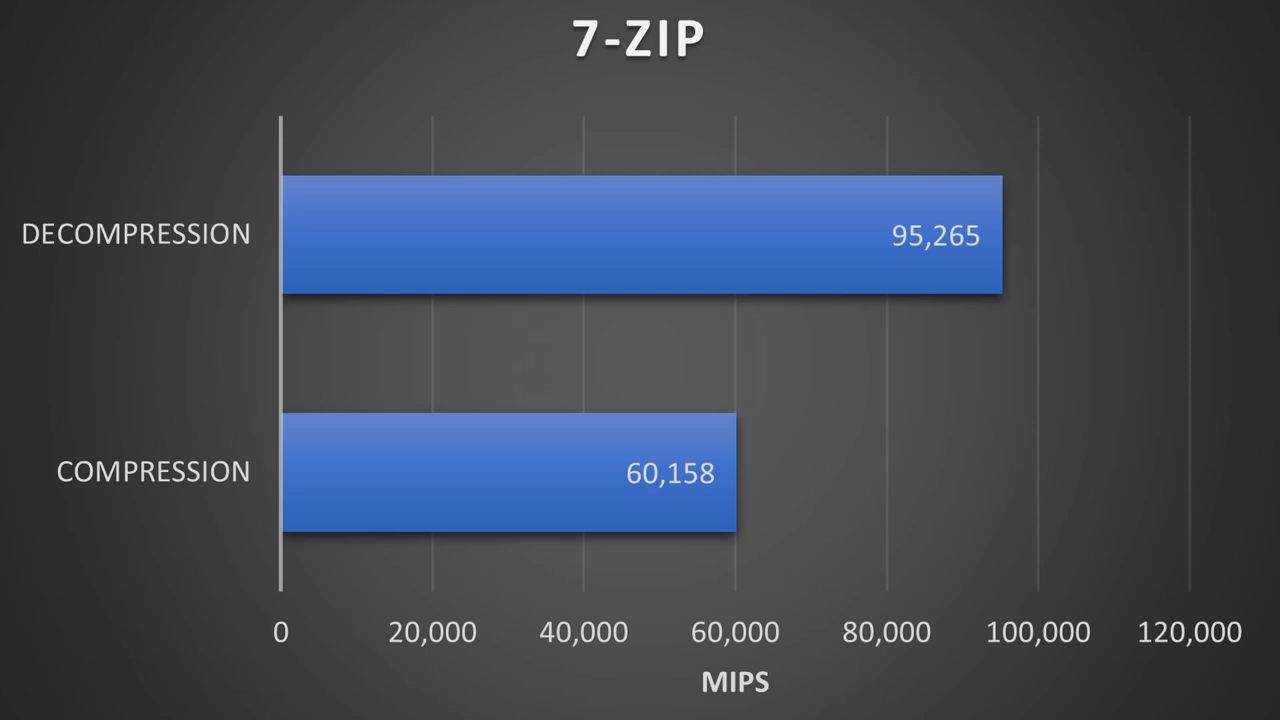 7-ZIP
DECOMPRESSION
95,265
COMPRESSION
60,158
0 20,000 40,000 60,000 80,000 100,000 120,000
MIPS